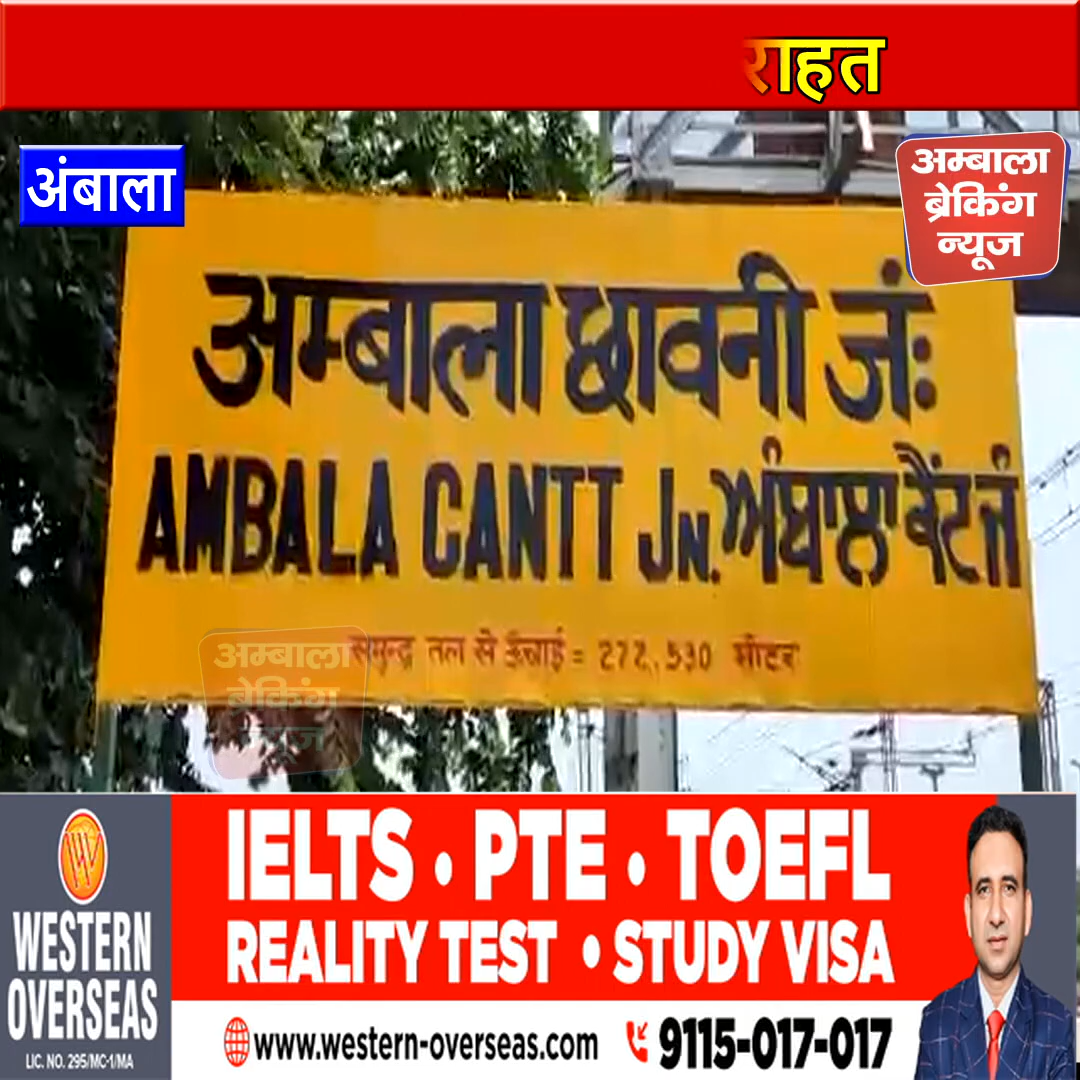 राहत
अंबाला
अम्बाला
ब्रेकिंग
न्यूज
अम्बाला छावनी जं:
AMBALA CANTT JN. ਅੰਬਾਲਾ ਕੈਂਟ ਜੰ
समुन्द्र तल से ऊंचाई = 272.530 मीटर
अम्बाला
ब्रेकिंग
न्यूज
IELTS • PTE • TOEFL
REALITY TEST • STUDY VISA
W
WESTERN
OVERSEAS
LIC. NO. 295/MC-1/MA
www.western-overseas.com 9115-017-017